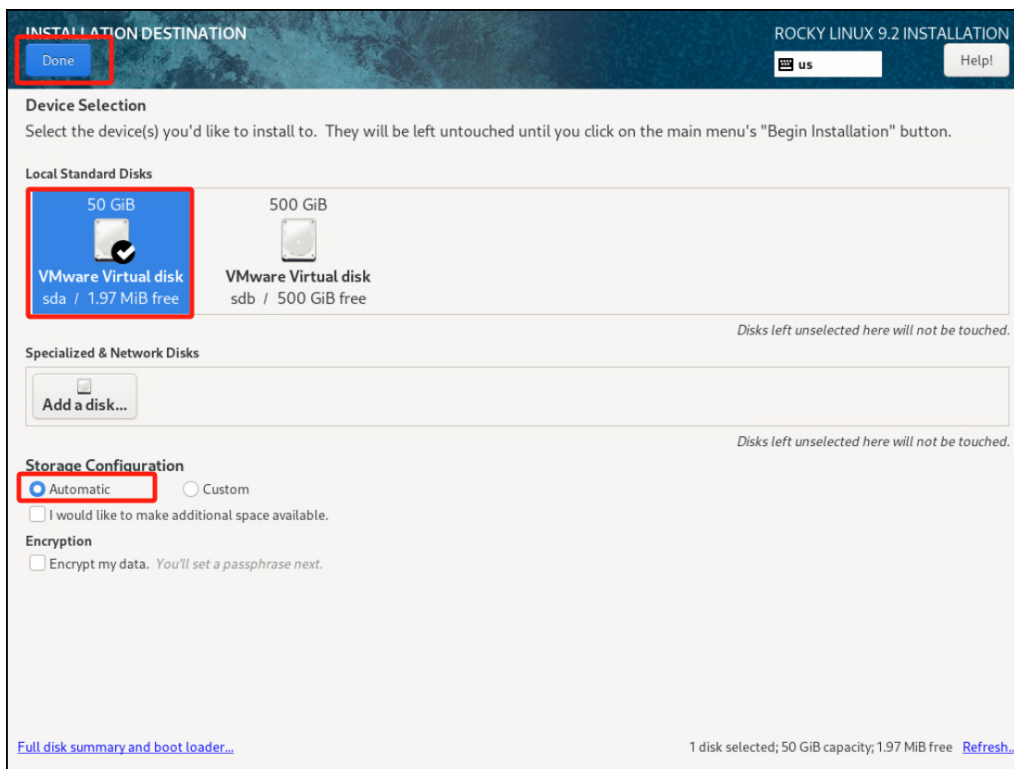 INSTALLATION DESTINATION
ROCKY LINUX 9.2 INSTALLATION
Done
us
Help!
Device Selection
Select the device(s) you'd like to install to. They will be left untouched until you click on the main menu's "Begin Installation" button.
Local Standard Disks
50 GiB
500 GiB
VMware Virtual disk
VMware Virtual disk
sda / 1.97 MiB free
sdb / 500 GiB free
Disks left unselected here will not be touched.
Specialized & Network Disks
Add a disk...
Disks left unselected here will not be touched.
Storage Configuration
Automatic
Custom
I would like to make additional space available.
Encryption
Encrypt my data. You'll set a passphrase next.
Full disk summary and boot loader...
1 disk selected; 50 GiB capacity; 1.97 MiB free Refresh..